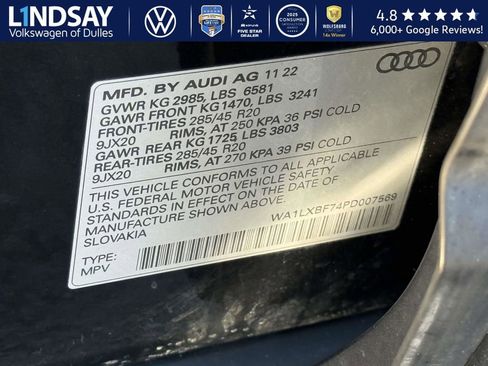 LINDSAY
Volkswagen of Dulles
4.8
6,000+ Google Reviews!
MFD. BY AUDI AG 11 22
GVWR KG 2985, LBS 6581
GAWR FRONT KG 1470, LBS 3241
FRONT-TIRES 285/45 R20
9JX20 RIMS, AT 250 KPA 36 PSI COLD
GAWR REAR KG 1725, LBS 3803
REAR-TIRES 285/45 R20
9JX20 RIMS, AT 270 KPA 39 PSI COLD
THIS VEHICLE CONFORMS TO ALL APPLICABLE
U.S. FEDERAL MOTOR VEHICLE SAFETY
STANDARDS IN EFFECT ON THE DATE OF
MANUFACTURE SHOWN ABOVE.
SLOVAKIA
WA1LXBF74PD007589
TYPE:
MPV